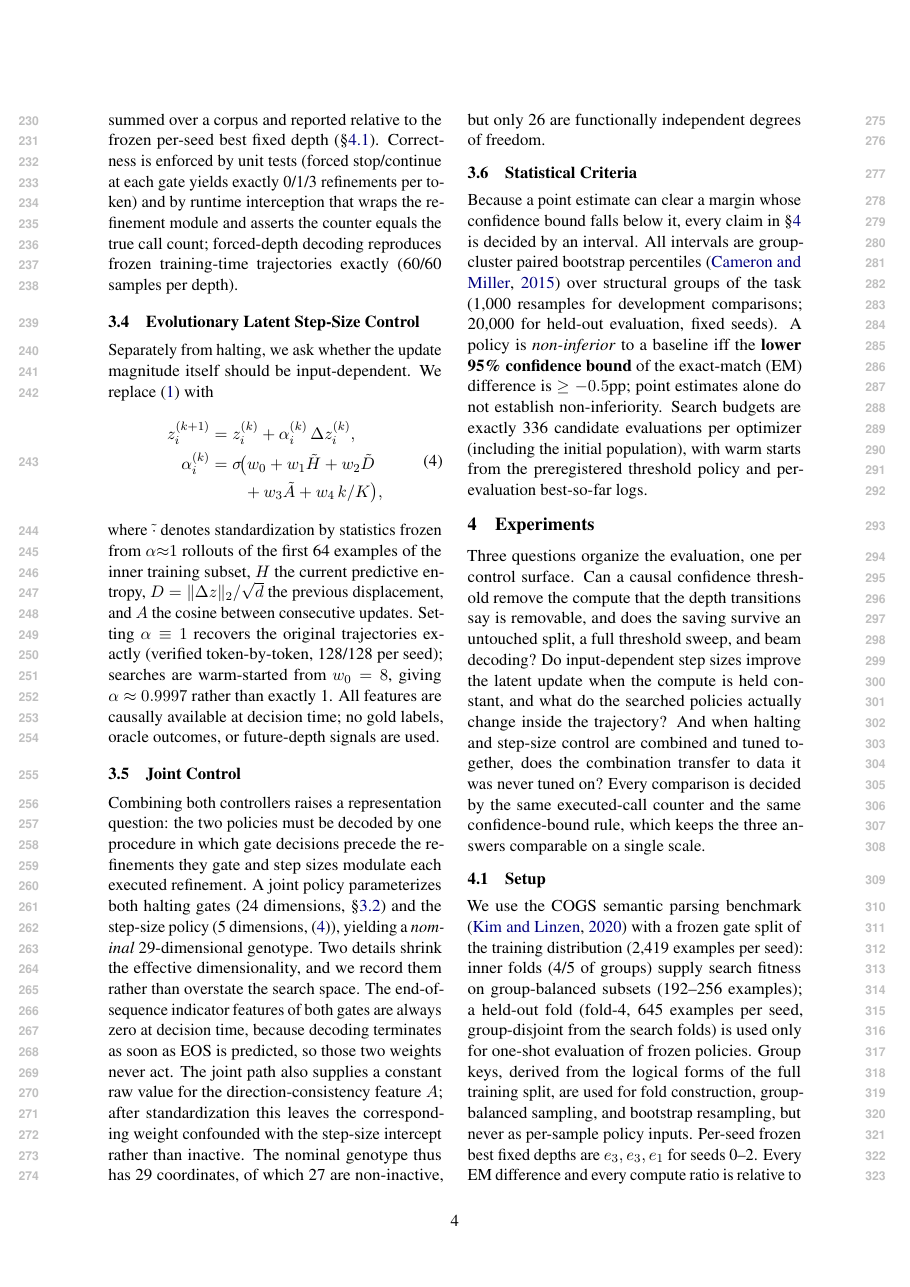 230 summed over a corpus and reported relative to the
231 frozen per-seed best fixed depth (§4.1). Correct-
232 ness is enforced by unit tests (forced stop/continue
233 at each gate yields exactly 0/1/3 refinements per to-
234 ken) and by runtime interception that wraps the re-
235 finement module and asserts the counter equals the
236 true call count; forced-depth decoding reproduces
237 frozen training-time trajectories exactly (60/60
238 samples per depth).
239 3.4 Evolutionary Latent Step-Size Control
240 Separately from halting, we ask whether the update
241 magnitude itself should be input-dependent. We
242 replace (1) with
z_i^{(k+1)} = z_i^{(k)} + α_i^{(k)} Δz_i^{(k)},
243 α_i^{(k)} = σ(w_0 + w_1 H̃ + w_2 D̃ (4)
+ w_3 Ã + w_4 k/K),
244 where ˜· denotes standardization by statistics frozen
245 from α≈1 rollouts of the first 64 examples of the
246 inner training subset, H the current predictive en-
247 tropy, D = ‖Δz‖_2/√d the previous displacement,
248 and A the cosine between consecutive updates. Set-
249 ting α ≡ 1 recovers the original trajectories ex-
250 actly (verified token-by-token, 128/128 per seed);
251 searches are warm-started from w_0 = 8, giving
252 α ≈ 0.9997 rather than exactly 1. All features are
253 causally available at decision time; no gold labels,
254 oracle outcomes, or future-depth signals are used.
255 3.5 Joint Control
256 Combining both controllers raises a representation
257 question: the two policies must be decoded by one
258 procedure in which gate decisions precede the re-
259 finements they gate and step sizes modulate each
260 executed refinement. A joint policy parameterizes
261 both halting gates (24 dimensions, §3.2) and the
262 step-size policy (5 dimensions, (4)), yielding a nom-
263 inal 29-dimensional genotype. Two details shrink
264 the effective dimensionality, and we record them
265 rather than overstate the search space. The end-of-
266 sequence indicator features of both gates are always
267 zero at decision time, because decoding terminates
268 as soon as EOS is predicted, so those two weights
269 never act. The joint path also supplies a constant
270 raw value for the direction-consistency feature A;
271 after standardization this leaves the correspond-
272 ing weight confounded with the step-size intercept
273 rather than inactive. The nominal genotype thus
274 has 29 coordinates, of which 27 are non-inactive,
but only 26 are functionally independent degrees 275
of freedom. 276
3.6 Statistical Criteria 277
Because a point estimate can clear a margin whose 278
confidence bound falls below it, every claim in §4 279
is decided by an interval. All intervals are group- 280
cluster paired bootstrap percentiles (Cameron and 281
Miller, 2015) over structural groups of the task 282
(1,000 resamples for development comparisons; 283
20,000 for held-out evaluation, fixed seeds). A 284
policy is non-inferior to a baseline iff the lower 285
95% confidence bound of the exact-match (EM) 286
difference is ≥ −0.5pp; point estimates alone do 287
not establish non-inferiority. Search budgets are 288
exactly 336 candidate evaluations per optimizer 289
(including the initial population), with warm starts 290
from the preregistered threshold policy and per- 291
evaluation best-so-far logs. 292
4 Experiments 293
Three questions organize the evaluation, one per 294
control surface. Can a causal confidence thresh- 295
old remove the compute that the depth transitions 296
say is removable, and does the saving survive an 297
untouched split, a full threshold sweep, and beam 298
decoding? Do input-dependent step sizes improve 299
the latent update when the compute is held con- 300
stant, and what do the searched policies actually 301
change inside the trajectory? And when halting 302
and step-size control are combined and tuned to- 303
gether, does the combination transfer to data it 304
was never tuned on? Every comparison is decided 305
by the same executed-call counter and the same 306
confidence-bound rule, which keeps the three an- 307
swers comparable on a single scale. 308
4.1 Setup 309
We use the COGS semantic parsing benchmark 310
(Kim and Linzen, 2020) with a frozen gate split of 311
the training distribution (2,419 examples per seed): 312
inner folds (4/5 of groups) supply search fitness 313
on group-balanced subsets (192–256 examples); 314
a held-out fold (fold-4, 645 examples per seed, 315
group-disjoint from the search folds) is used only 316
for one-shot evaluation of frozen policies. Group 317
keys, derived from the logical forms of the full 318
training split, are used for fold construction, group- 319
balanced sampling, and bootstrap resampling, but 320
never as per-sample policy inputs. Per-seed frozen 321
best fixed depths are e_3, e_3, e_1 for seeds 0–2. Every 322
EM difference and every compute ratio is relative to 323
4